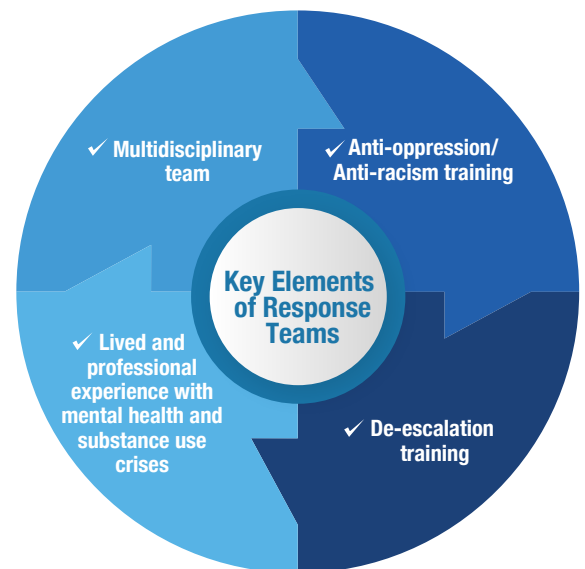 ✓ Multidisciplinary
team
✓ Anti-oppression/
Anti-racism training
Key Elements
of Response
Teams
✓ Lived and
professional
experience with
mental health and
substance use
crises
✓ De-escalation
training